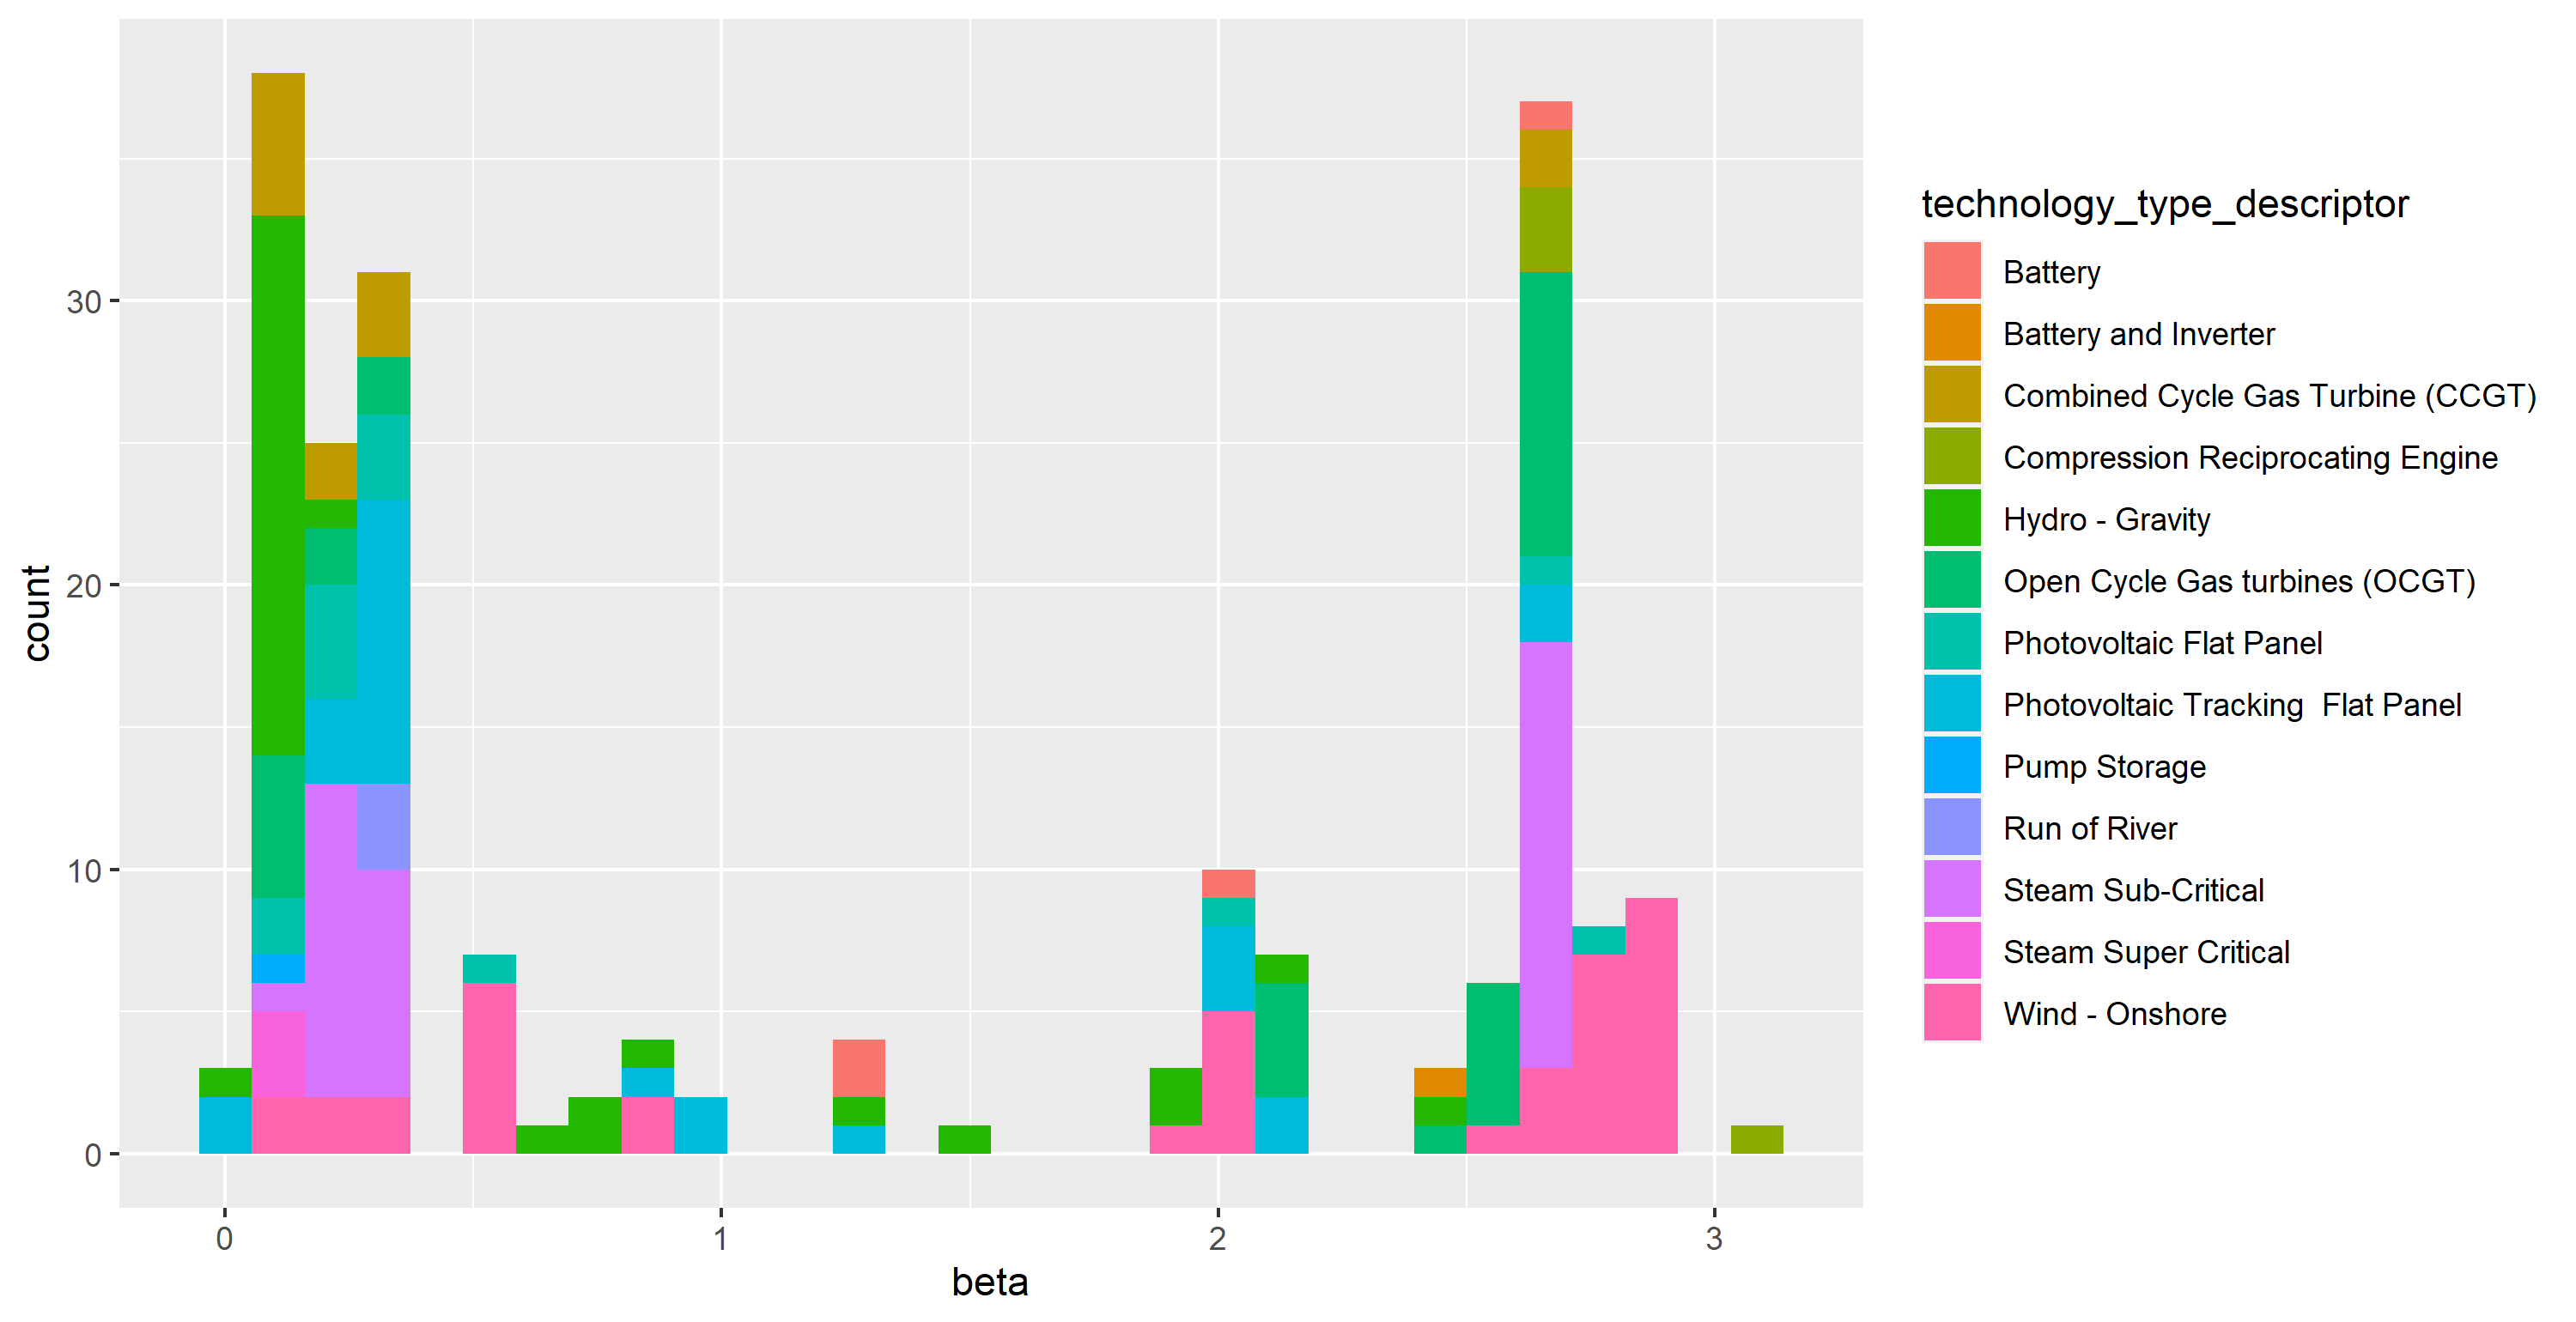 30
20
10
0
count
0 1 2 3
beta
technology_type_descriptor
Battery
Battery and Inverter
Combined Cycle Gas Turbine (CCGT)
Compression Reciprocating Engine
Hydro - Gravity
Open Cycle Gas turbines (OCGT)
Photovoltaic Flat Panel
Photovoltaic Tracking  Flat Panel
Pump Storage
Run of River
Steam Sub-Critical
Steam Super Critical
Wind - Onshore